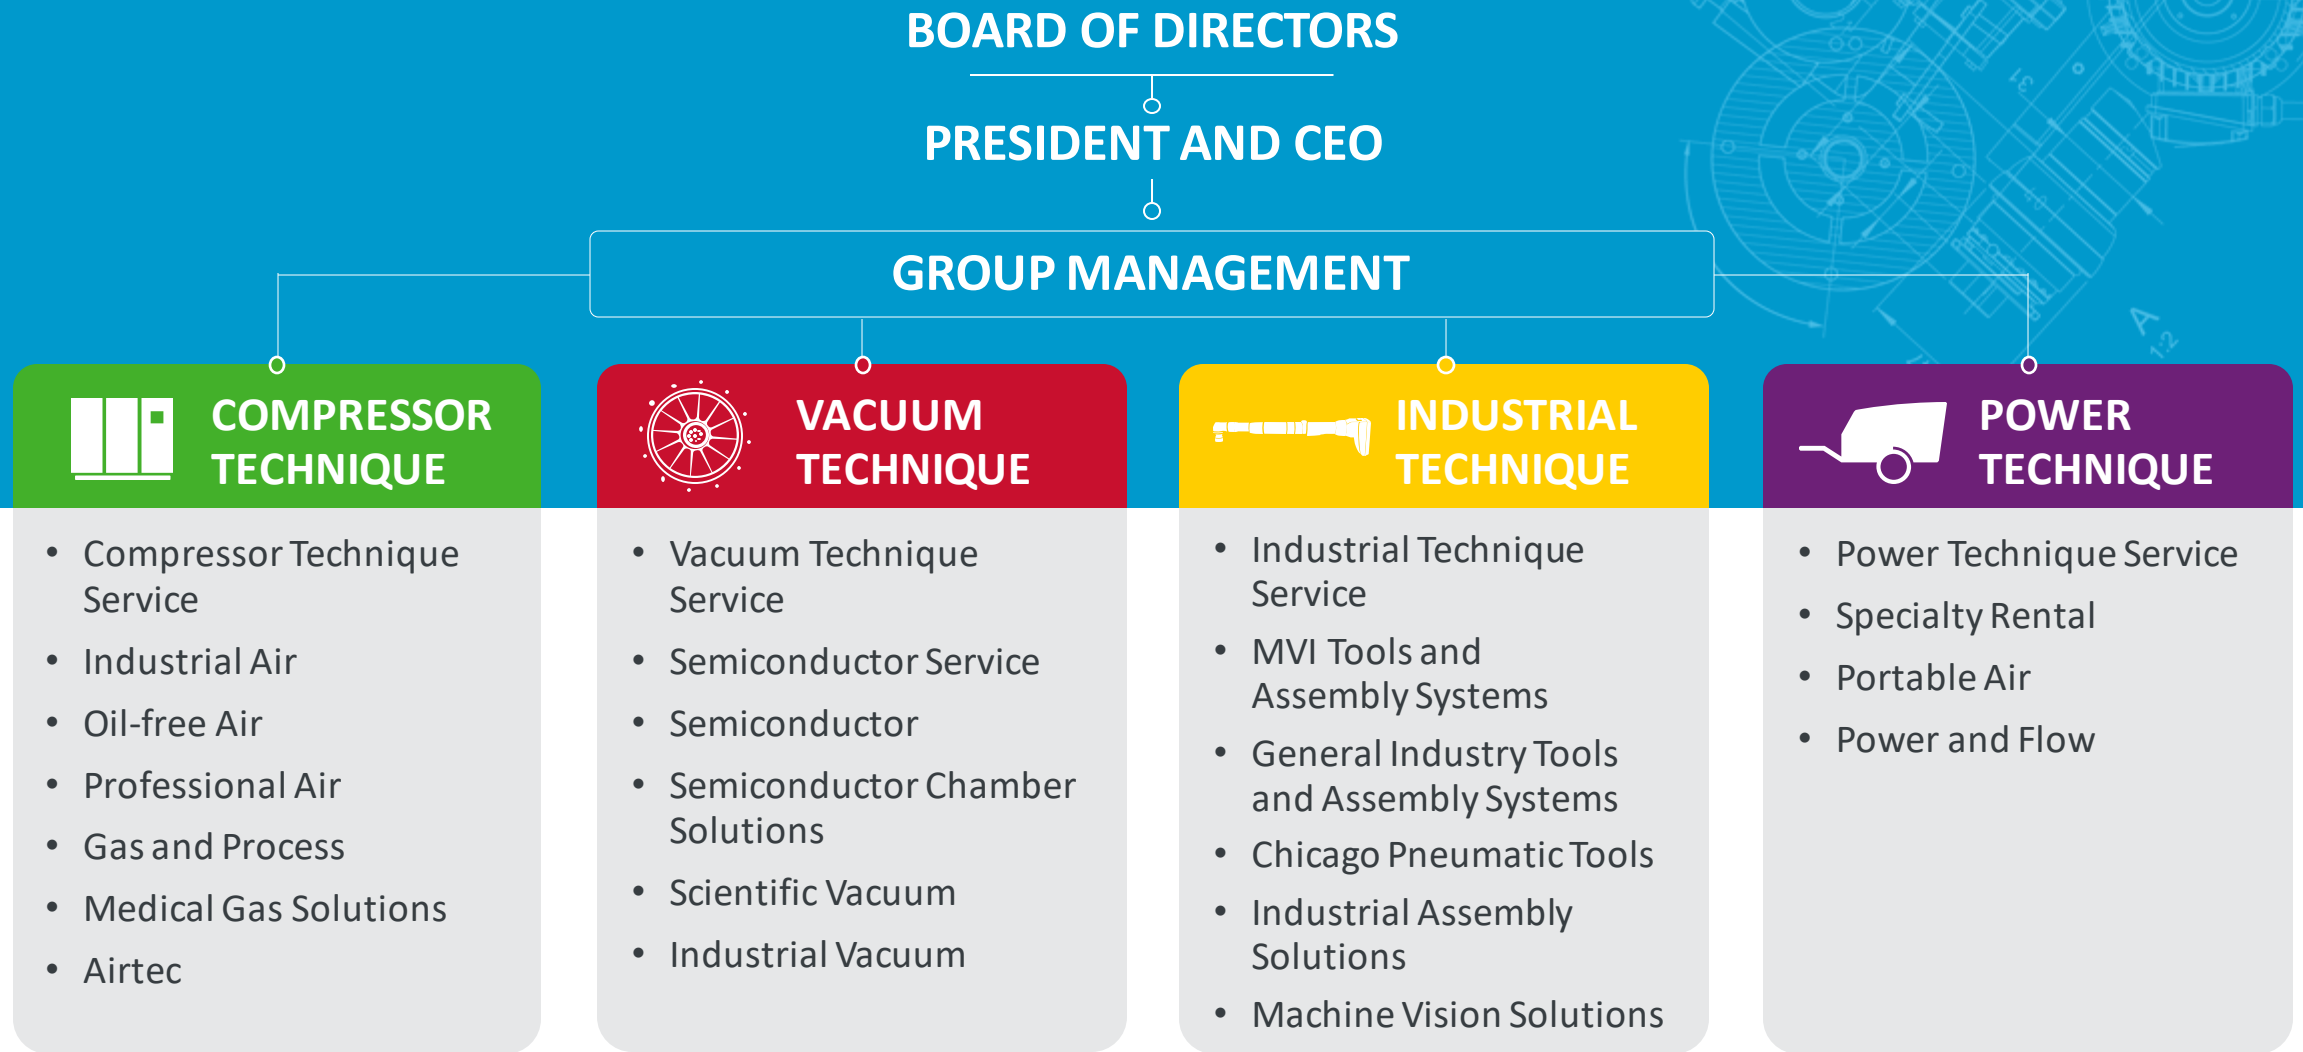 BOARD OF DIRECTORS
PRESIDENT AND CEO
GROUP MANAGEMENT
COMPRESSOR
TECHNIQUE
• Compressor Technique
Service
• Industrial Air
• Oil-free Air
• Professional Air
• Gas and Process
• Medical Gas Solutions
• Airtec
VACUUM
TECHNIQUE
• Vacuum Technique
Service
• Semiconductor Service
• Semiconductor
• Semiconductor Chamber
Solutions
• Scientific Vacuum
• Industrial Vacuum
INDUSTRIAL
TECHNIQUE
• Industrial Technique
Service
• MVI Tools and
Assembly Systems
• General Industry Tools
and Assembly Systems
• Chicago Pneumatic Tools
• Industrial Assembly
Solutions
• Machine Vision Solutions
POWER
TECHNIQUE
• Power Technique Service
• Specialty Rental
• Portable Air
• Power and Flow
31
A
1:2